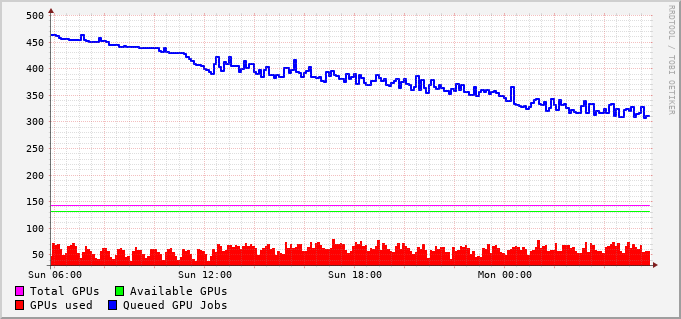 500
450
400
350
300
250
200
150
100
50
Sun 06:00 Sun 12:00 Sun 18:00 Mon 00:00
Total GPUs Available GPUs
GPUs used Queued GPU Jobs
RRDTOOL / TOBI OETIKER